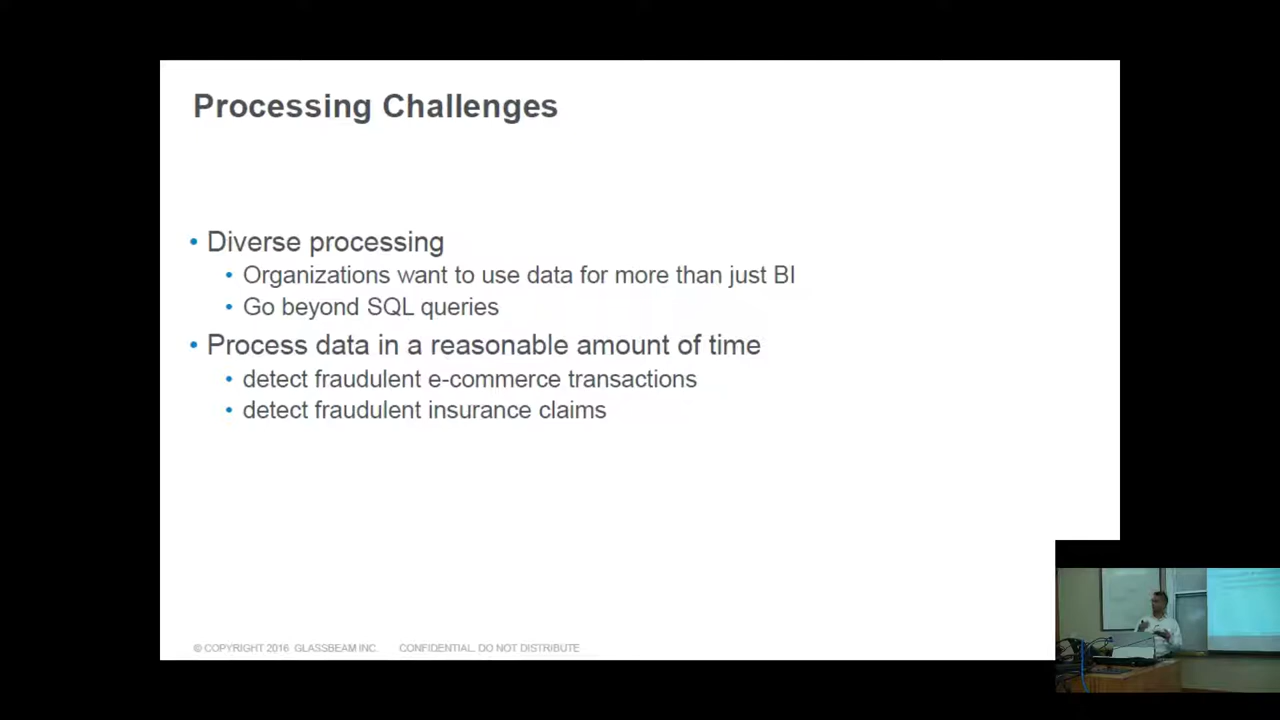 Processing Challenges
• Diverse processing
• Organizations want to use data for more than just BI
• Go beyond SQL queries
• Process data in a reasonable amount of time
• detect fraudulent e-commerce transactions
• detect fraudulent insurance claims
© COPYRIGHT 2016 GLASSBEAM INC. CONFIDENTIAL. DO NOT DISTRIBUTE